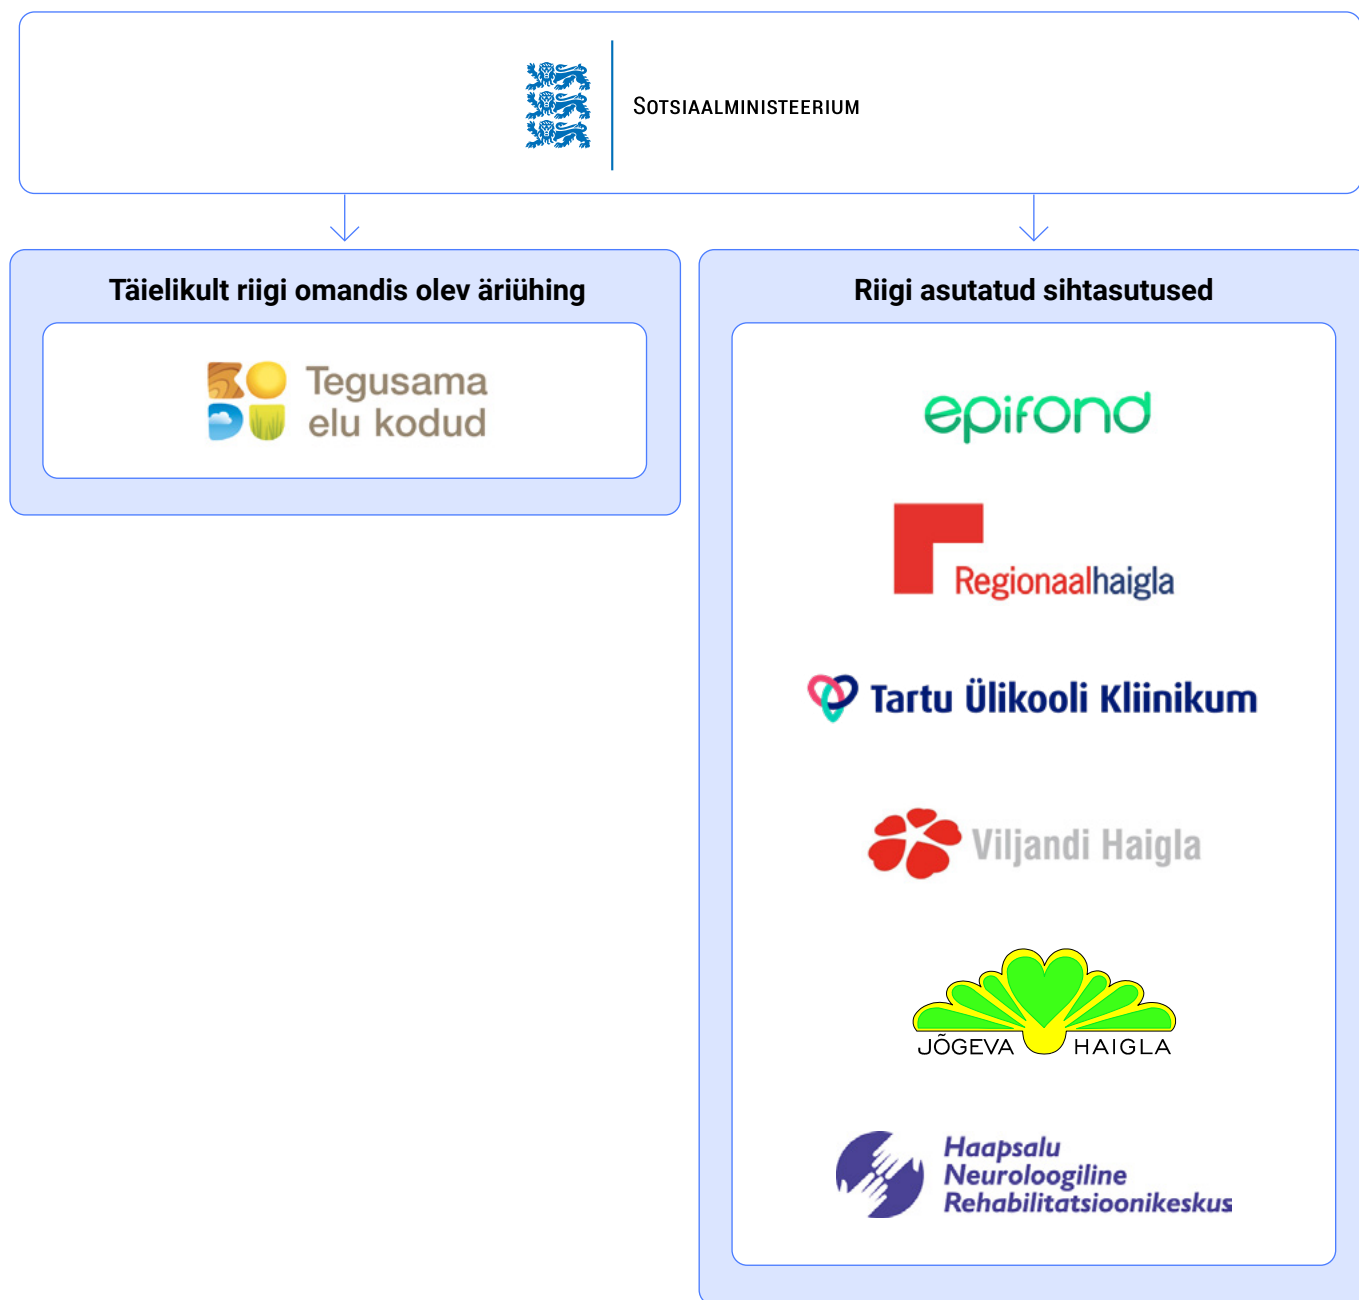 SOTSIAALMINISTEERIUM
Täielikult riigi omandis olev äriühing
KODU
Tegusama
elu kodud
Riigi asutatud sihtasutused
epifond
Regionaalhaigla
Tartu Ülikooli Kliinikum
Viljandi Haigla
JÕGEVA HAIGLA
Haapsalu
Neuroloogiline
Rehabilitatsioonikeskus